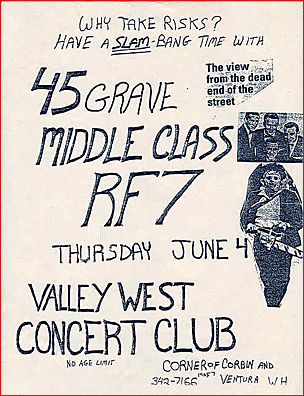 WHY TAKE RISKS?
HAVE A SLAM-BANG TIME WITH
The view
from the dead
end of the
street
45 GRAVE
MIDDLE CLASS
RF7
THURSDAY JUNE 4
VALLEY WEST
CONCERT CLUB
NO AGE LIMIT
CORNER OF CORBIN AND
342-7166
VENTURA WH